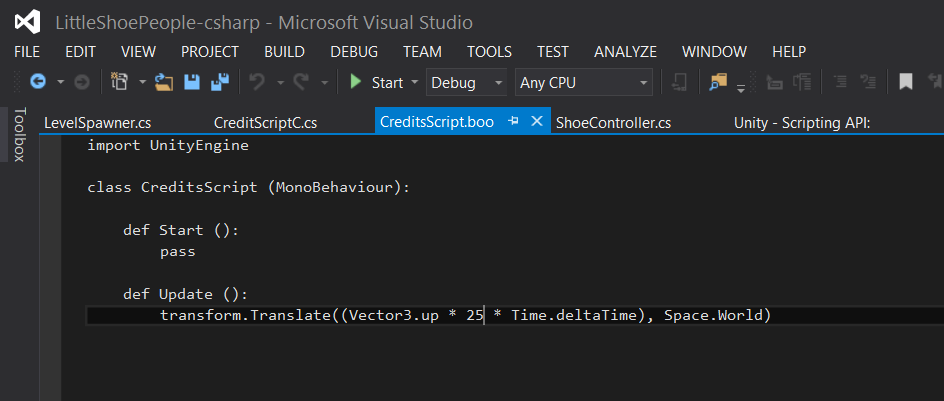 LittleShoePeople-csharp - Microsoft Visual Studio
FILE EDIT VIEW PROJECT BUILD DEBUG TEAM TOOLS TEST ANALYZE WINDOW HELP
Start Debug Any CPU
Toolbox
LevelSpawner.cs CreditScriptC.cs CreditsScript.boo ShoeController.cs Unity - Scripting API:
import UnityEngine
class CreditsScript (MonoBehaviour):
def Start ():
pass
def Update ():
transform.Translate((Vector3.up * 25 * Time.deltaTime), Space.World)